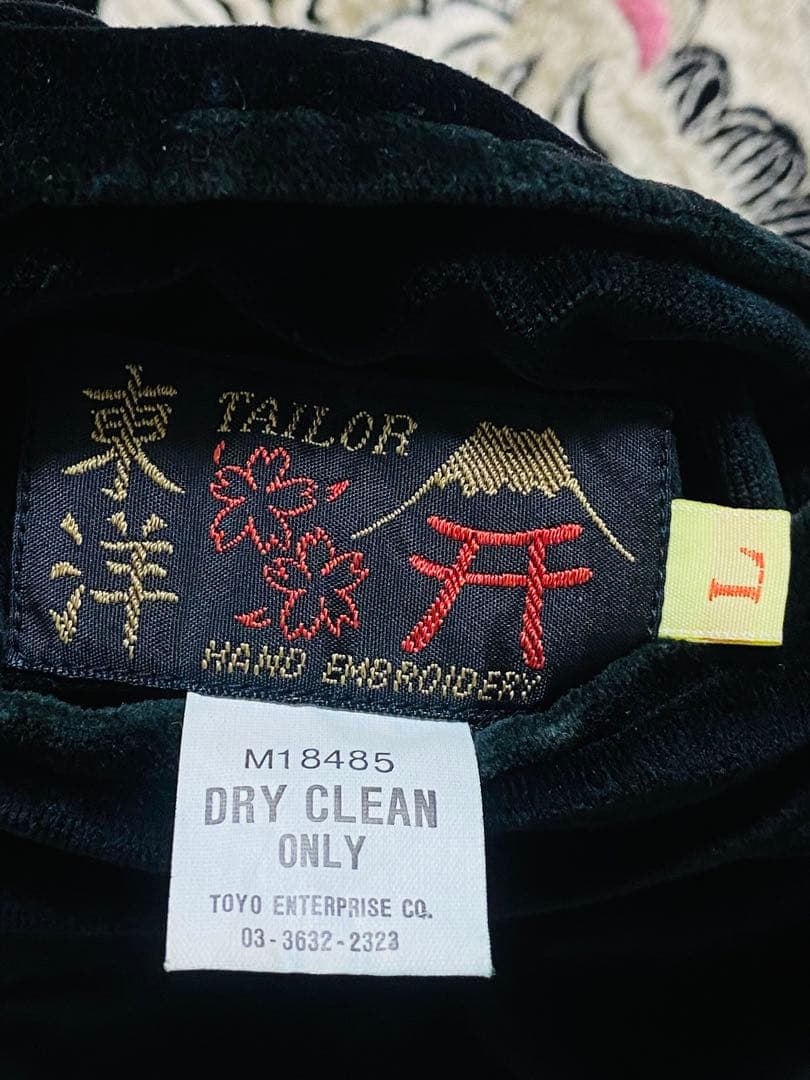 東洋
TAILOR
HAND EMBROIDERY
L
M18485
DRY CLEAN
ONLY
TOYO ENTERPRISE CO.
03-3632-2323